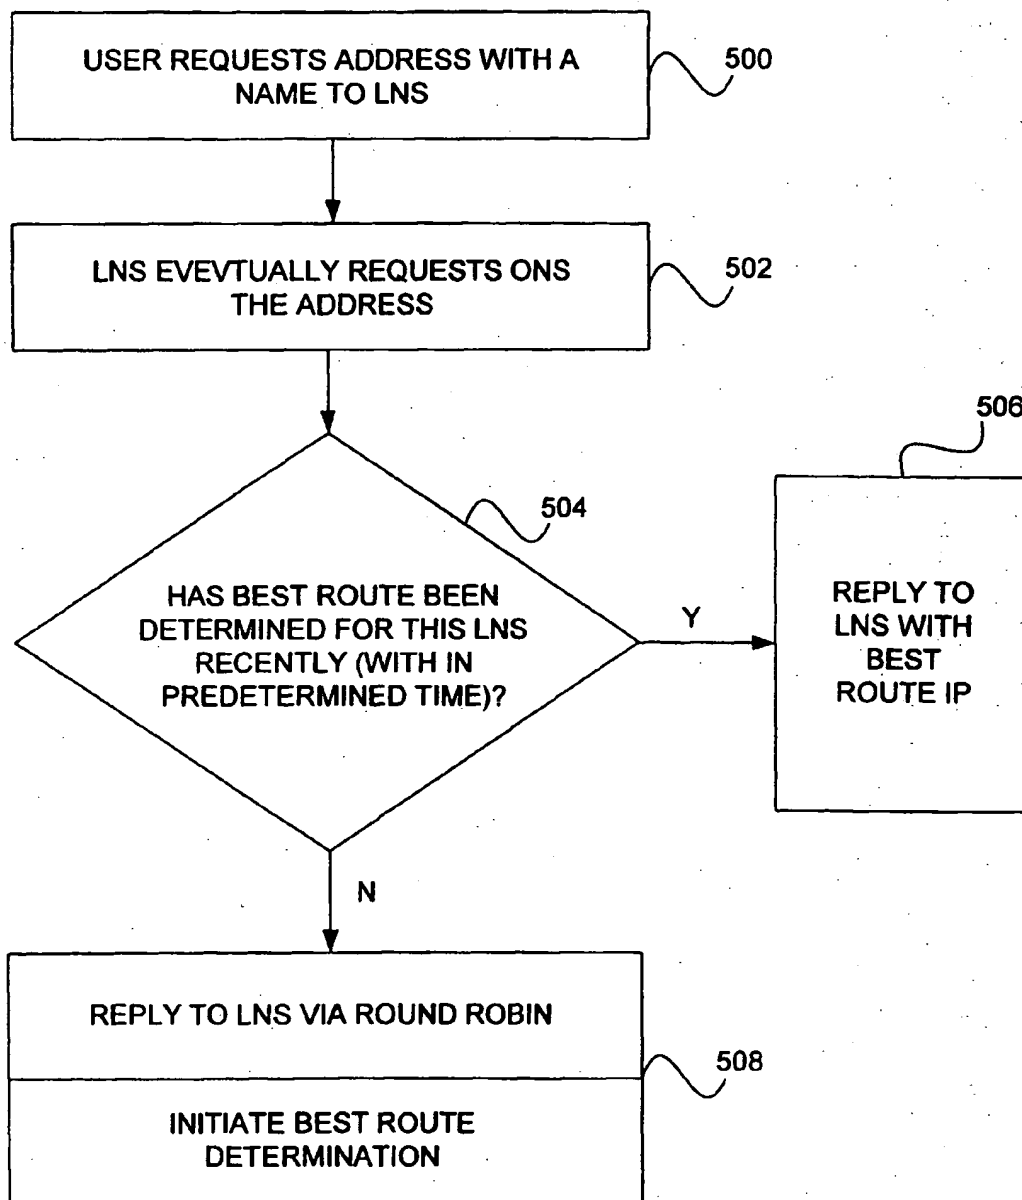 USER REQUESTS ADDRESS WITH A
NAME TO LNS
500
LNS EVEVTUALLY REQUESTS ONS
THE ADDRESS
502
506
504
HAS BEST ROUTE BEEN
DETERMINED FOR THIS LNS
RECENTLY (WITH IN
PREDETERMINED TIME)?
Y
REPLY TO
LNS WITH
BEST
ROUTE IP
N
REPLY TO LNS VIA ROUND ROBIN
508
INITIATE BEST ROUTE
DETERMINATION